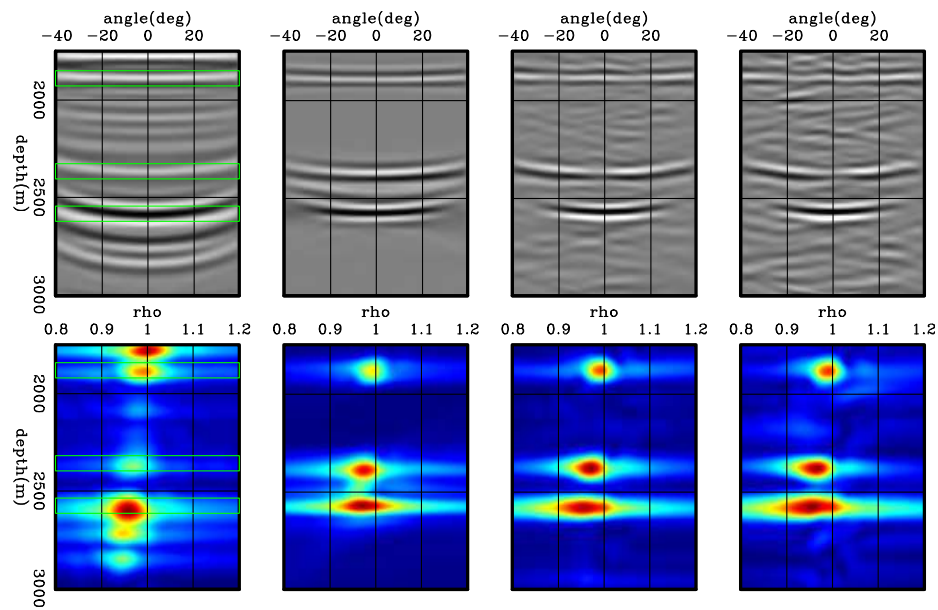 angle(deg) angle(deg) angle(deg) angle(deg)
−40 −20 0 20 −40 −20 0 20 −40 −20 0 20 −40 −20 0 20
2000
depth(m)
2500
3000
rho rho rho rho
0.8 0.9 1 1.1 1.2 0.8 0.9 1 1.1 1.2 0.8 0.9 1 1.1 1.2 0.8 0.9 1 1.1 1.2
2000
depth(m)
2500
3000